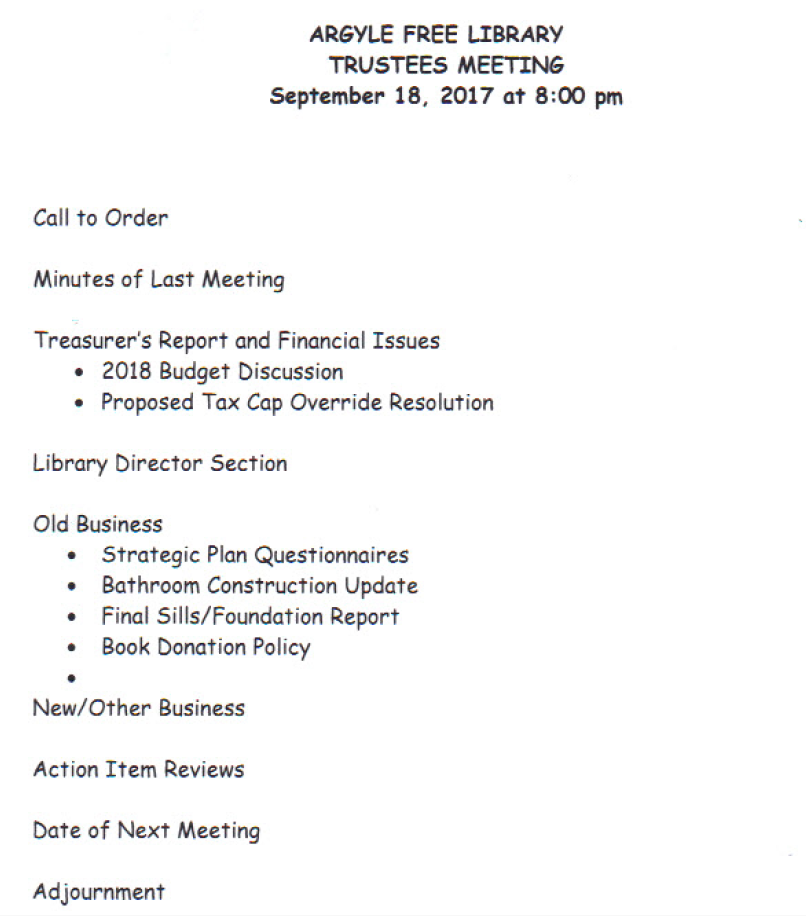 ARGYLE FREE LIBRARY
TRUSTEES MEETING
September 18, 2017 at 8:00 pm
Call to Order
Minutes of Last Meeting
Treasurer's Report and Financial Issues
• 2018 Budget Discussion
• Proposed Tax Cap Override Resolution
Library Director Section
Old Business
• Strategic Plan Questionnaires
• Bathroom Construction Update
• Final Sills/Foundation Report
• Book Donation Policy
•
New/Other Business
Action Item Reviews
Date of Next Meeting
Adjournment